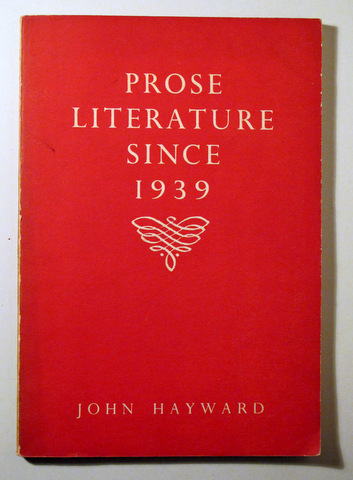 PROSE
LITERATURE
SINCE
1939
JOHN HAYWARD